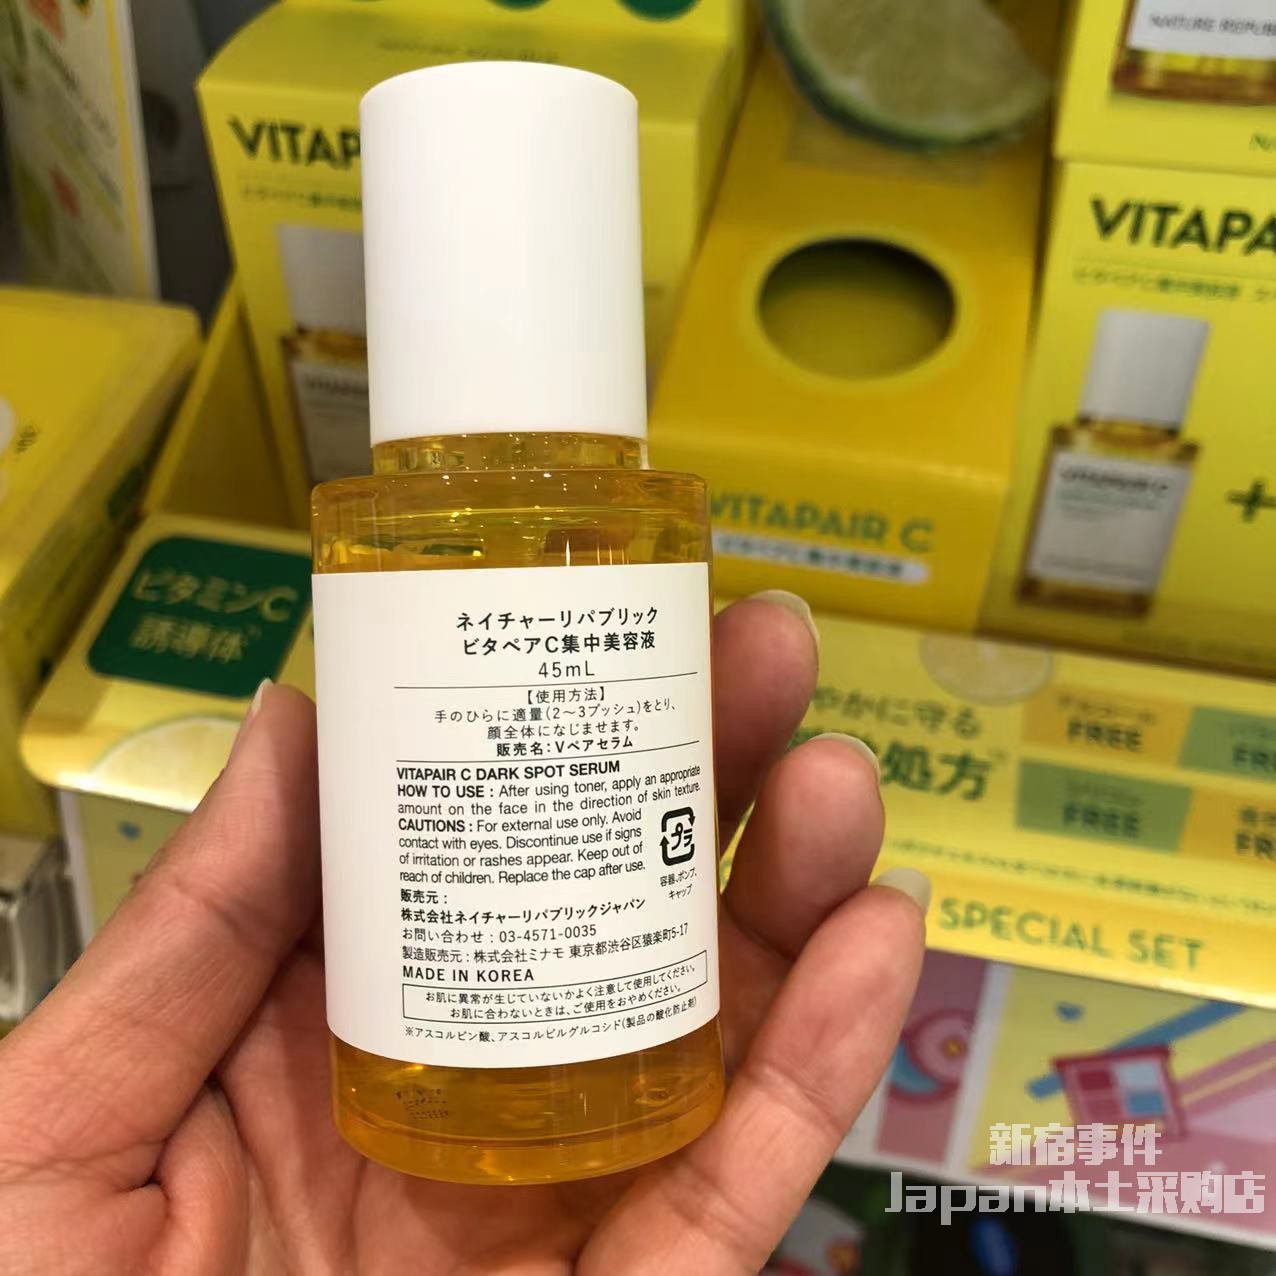 VITAP
VITAPA
NATURE REPUB
VITAPAIR C
VITAPAIR C
+
ビタミンC
誘導体
やかに守る
処方
FREE
FREE
SPECIAL SET
ネイチャーリパブリック
ビタペアC集中美容液
45mL
【使用方法】
手のひらに適量(2〜3プッシュ)をとり、
顔全体になじませます。
販売名:Vペアセラム
VITAPAIR C DARK SPOT SERUM
HOW TO USE : After using toner, apply an appropriate
amount on the face in the direction of skin texture.
CAUTIONS : For external use only. Avoid
contact with eyes. Discontinue use if signs
of irritation or rashes appear. Keep out of
reach of children. Replace the cap after use.
プラ
容器、ポンプ、
キャップ
販売元:
株式会社ネイチャーリパブリックジャパン
お問い合わせ:03-4571-0035
製造販売元:株式会社ミナモ 東京都渋谷区猿楽町5-17
MADE IN KOREA
お肌に異常が生じていないかよく注意して使用してください。
お肌に合わないときは、ご使用をおやめください。
※アスコルビン酸、アスコルビルグルコシド(製品の酸化防止剤)
新宿事件
Japan本土采购店